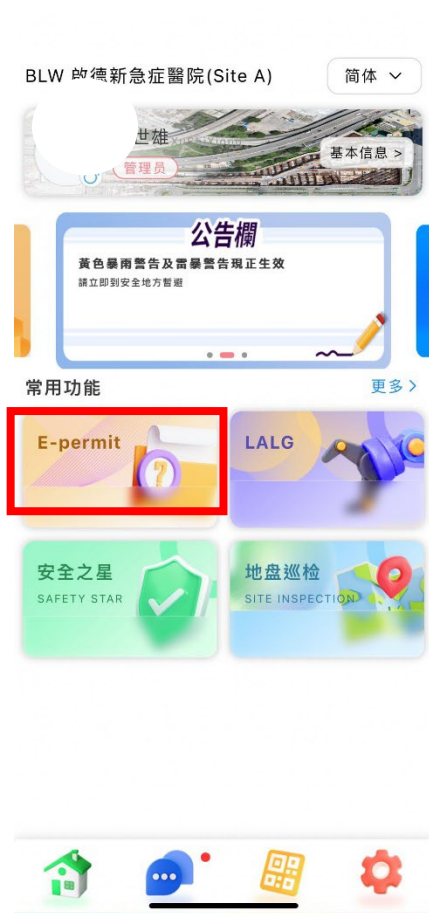 BLW 啟德新急症醫院(Site A)
简体
世雄
管理员
基本信息 >
公告欄
黃色暴雨警告及雷暴警告現正生效
請立即到安全地方暫避
常用功能
更多 >
E-permit
LALG
安全之星
SAFETY STAR
地盘巡检
SITE INSPECTION